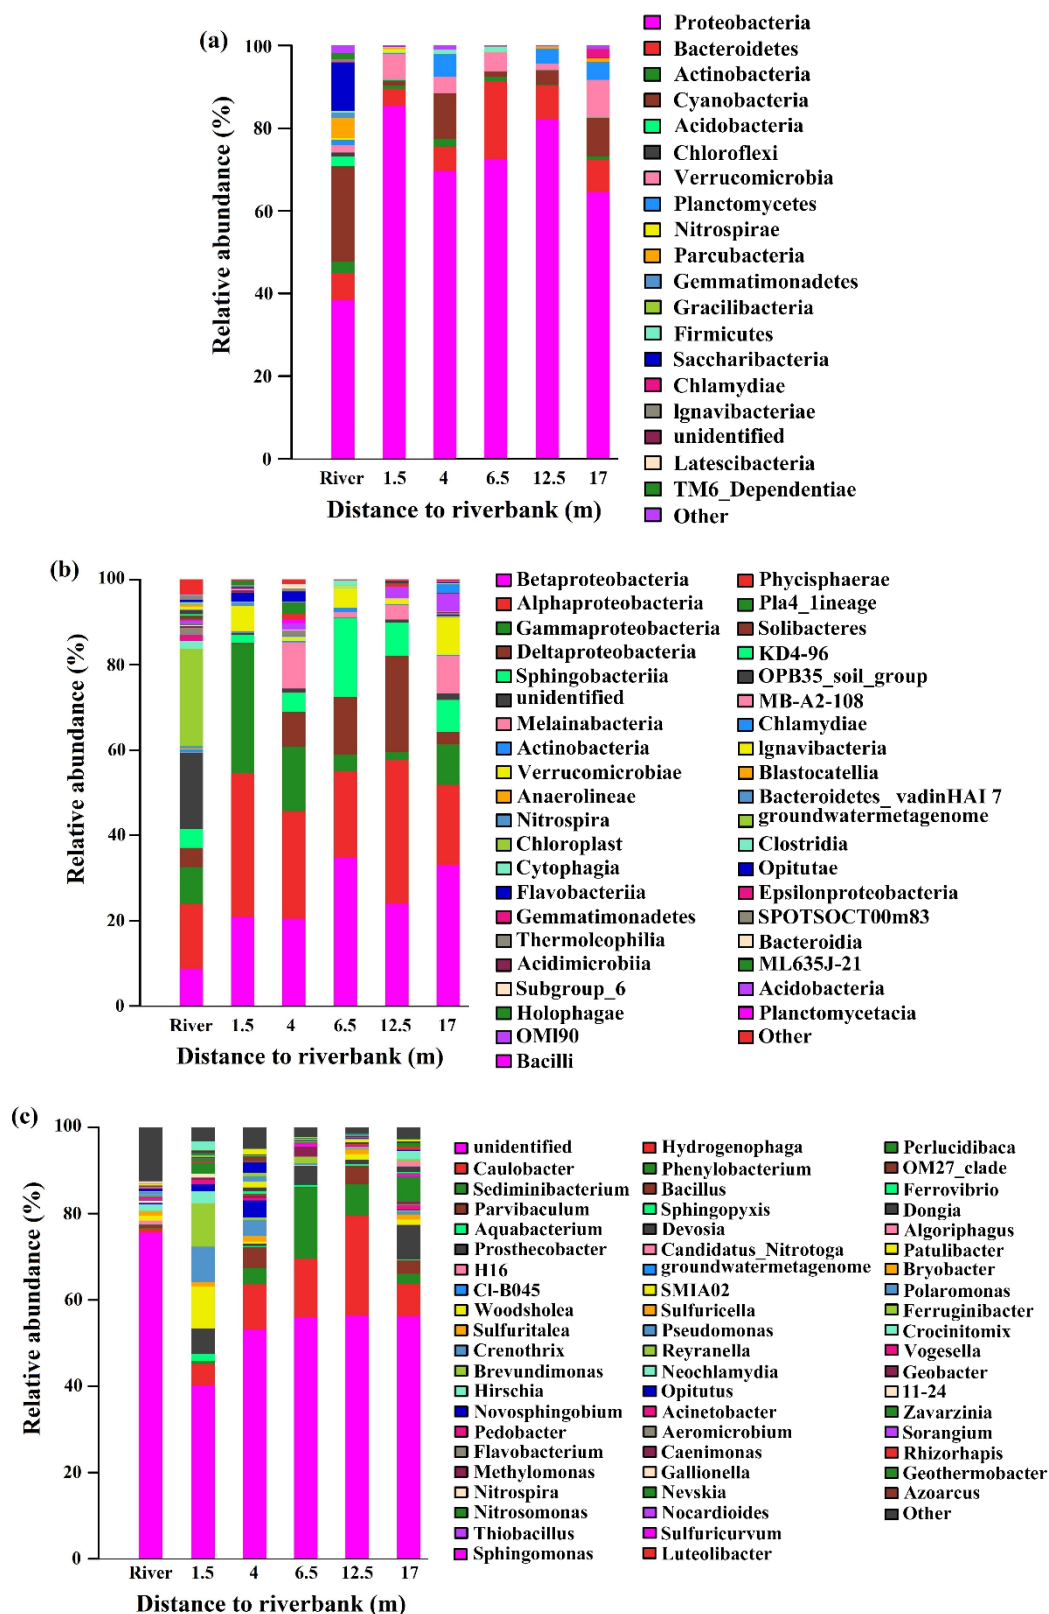 (a)
100
80
60
40
20
0
Relative abundance (%)
River 1.5 4 6.5 12.5 17
Distance to riverbank (m)
Proteobacteria
Bacteroidetes
Actinobacteria
Cyanobacteria
Acidobacteria
Chloroflexi
Verrucomicrobia
Planctomycetes
Nitrospirae
Parcubacteria
Gemmatimonadetes
Gracilibacteria
Firmicutes
Saccharibacteria
Chlamydiae
lgnavibacteriae
unidentified
Latescibacteria
TM6_Dependentiae
Other
(b)
100
80
60
40
20
0
Relative abundance (%)
River 1.5 4 6.5 12.5 17
Distance to riverbank (m)
Betaproteobacteria
Alphaproteobacteria
Gammaproteobacteria
Deltaproteobacteria
Sphingobacteriia
unidentified
Melainabacteria
Actinobacteria
Verrucomicrobiae
Anaerolineae
Nitrospira
Chloroplast
Cytophagia
Flavobacteriia
Gemmatimonadetes
Thermoleophilia
Acidimicrobiia
Subgroup_6
Holophagae
OMl90
Bacilli
Phycisphaerae
Pla4_1ineage
Solibacteres
KD4-96
OPB35_soil_group
MB-A2-108
Chlamydiae
lgnavibacteria
Blastocatellia
Bacteroidetes_ vadinHAI 7
groundwatermetagenome
Clostridia
Opitutae
Epsilonproteobacteria
SPOTSOCT00m83
Bacteroidia
ML635J-21
Acidobacteria
Planctomycetacia
Other
(c)
100
80
60
40
20
0
Relative abundance (%)
River 1.5 4 6.5 12.5 17
Distance to riverbank (m)
unidentified
Caulobacter
Sediminibacterium
Parvibaculum
Aquabacterium
Prosthecobacter
H16
Cl-B045
Woodsholea
Sulfuritalea
Crenothrix
Brevundimonas
Hirschia
Novosphingobium
Pedobacter
Flavobacterium
Methylomonas
Nitrospira
Nitrosomonas
Thiobacillus
Sphingomonas
Hydrogenophaga
Phenylobacterium
Bacillus
Sphingopyxis
Devosia
Candidatus_Nitrotoga
groundwatermetagenome
SMIA02
Sulfuricella
Pseudomonas
Reyranella
Neochlamydia
Opitutus
Acinetobacter
Aeromicrobium
Caenimonas
Gallionella
Nevskia
Nocardioides
Sulfuricurvum
Luteolibacter
Perlucidibaca
OM27_clade
Ferrovibrio
Dongia
Algoriphagus
Patulibacter
Bryobacter
Polaromonas
Ferruginibacter
Crocinitomix
Vogesella
Geobacter
11-24
Zavarzinia
Sorangium
Rhizorhapis
Geothermobacter
Azoarcus
Other